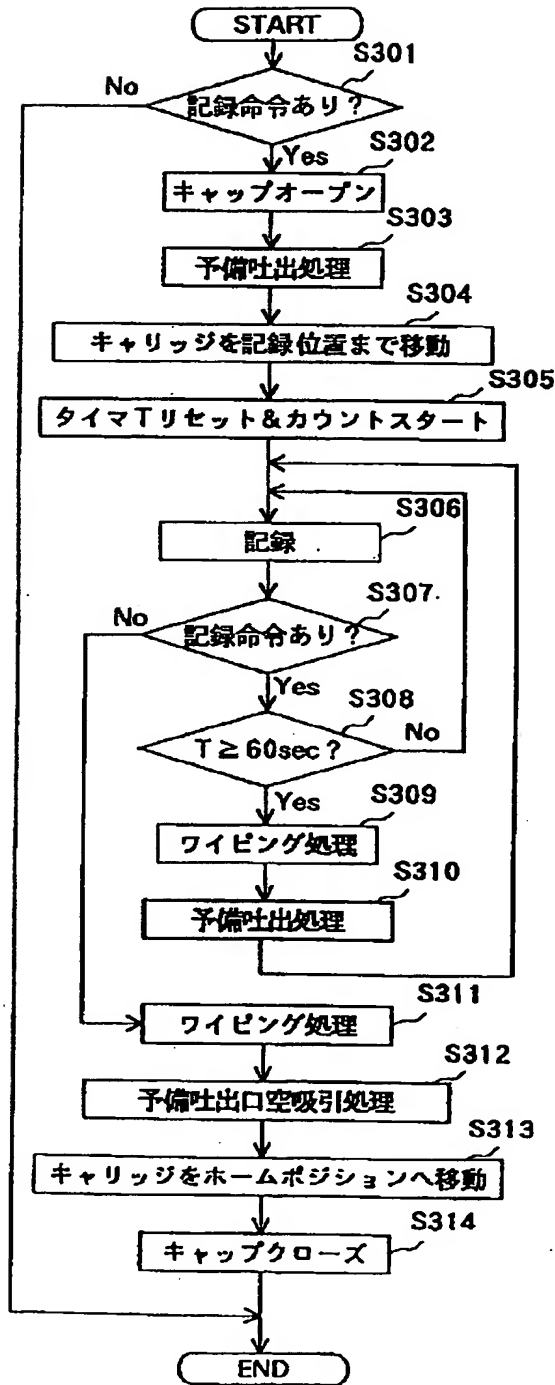 START
S301
No
記録命令あり?
Yes
S302
キャップオープン
S303
予備吐出処理
S304
キャリッジを記録位置まで移動
S305
タイマTリセット&カウントスタート
S306
記録
S307
No
記録命令あり?
Yes
S308
T≧60sec?
No
Yes
S309
ワイピング処理
S310
予備吐出処理
S311
ワイピング処理
S312
予備吐出口空吸引処理
S313
キャリッジをホームポジションへ移動
S314
キャップクローズ
END